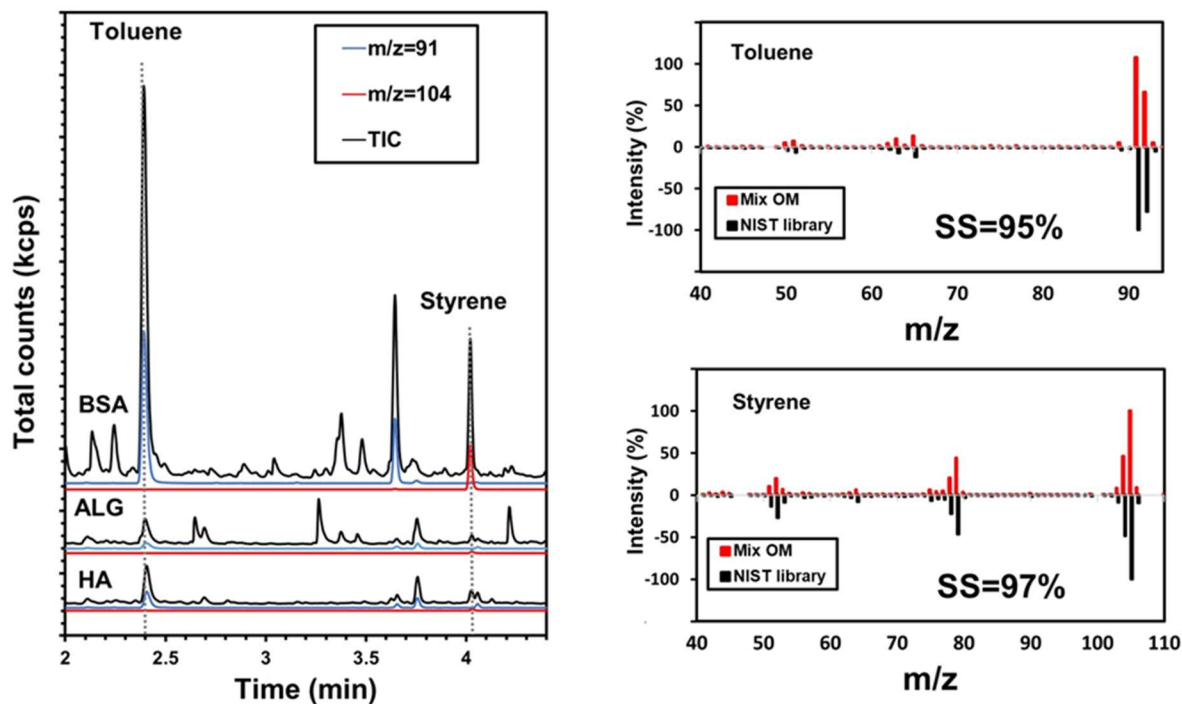 Toluene
m/z=91
m/z=104
TIC
Styrene
BSA
ALG
HA
Total counts (kcps)
2 2.5 3 3.5 4
Time (min)
Toluene
100
50
0
-50
-100
Intensity (%)
Mix OM
NIST library
SS=95%
40 50 60 70 80 90
m/z
Styrene
100
50
0
-50
-100
Intensity (%)
Mix OM
NIST library
SS=97%
40 50 60 70 80 90 100 110
m/z